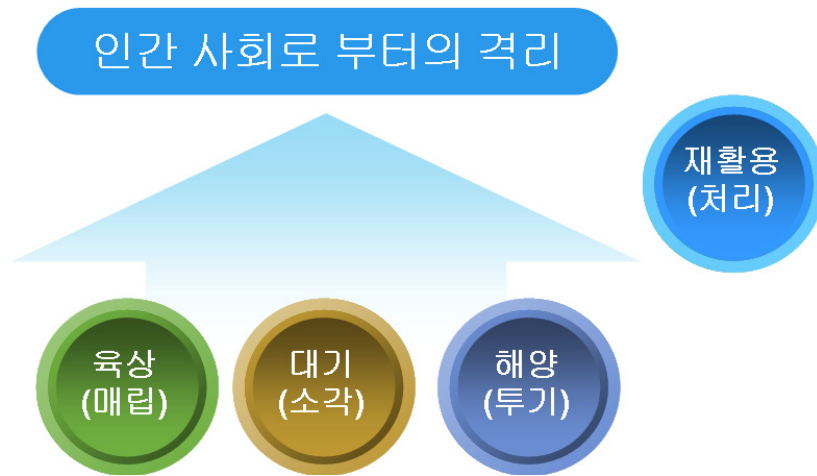 인간 사회로 부터의 격리
재활용
(처리)
육상
(매립)
대기
(소각)
해양
(투기)